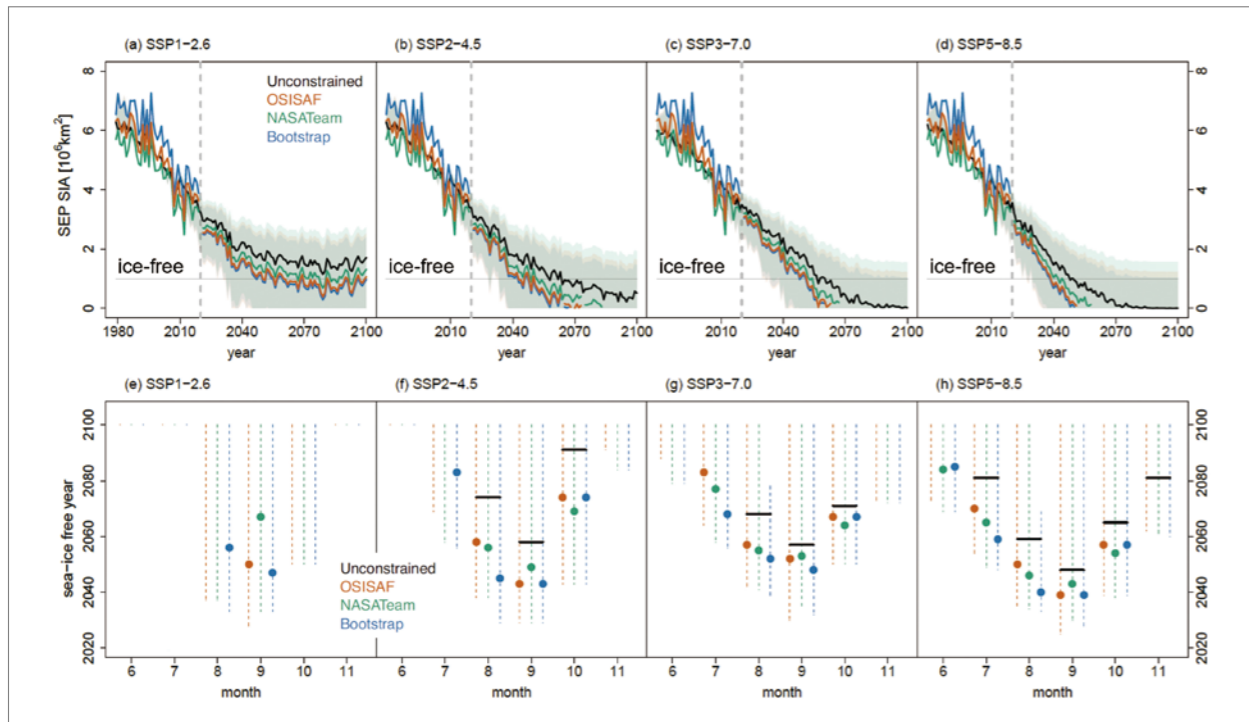 (a) SSP1−2.6
(b) SSP2−4.5
(c) SSP3−7.0
(d) SSP5−8.5
SEP SIA [10⁶km²]
8
6
4
2
0
Unconstrained
OSISAF
NASATeam
Bootstrap
8
6
4
2
0
ice-free
ice-free
ice-free
ice-free
1980 2010 2040 2070 2100
2010 2040 2070 2100
2010 2040 2070 2100
2010 2040 2070 2100
year
year
year
year
(e) SSP1−2.6
(f) SSP2−4.5
(g) SSP3−7.0
(h) SSP5−8.5
sea−ice free year
2100
2080
2060
2040
2020
Unconstrained
OSISAF
NASATeam
Bootstrap
2100
2080
2060
2040
2020
6 7 8 9 10 11
6 7 8 9 10 11
6 7 8 9 10 11
6 7 8 9 10 11
month
month
month
month